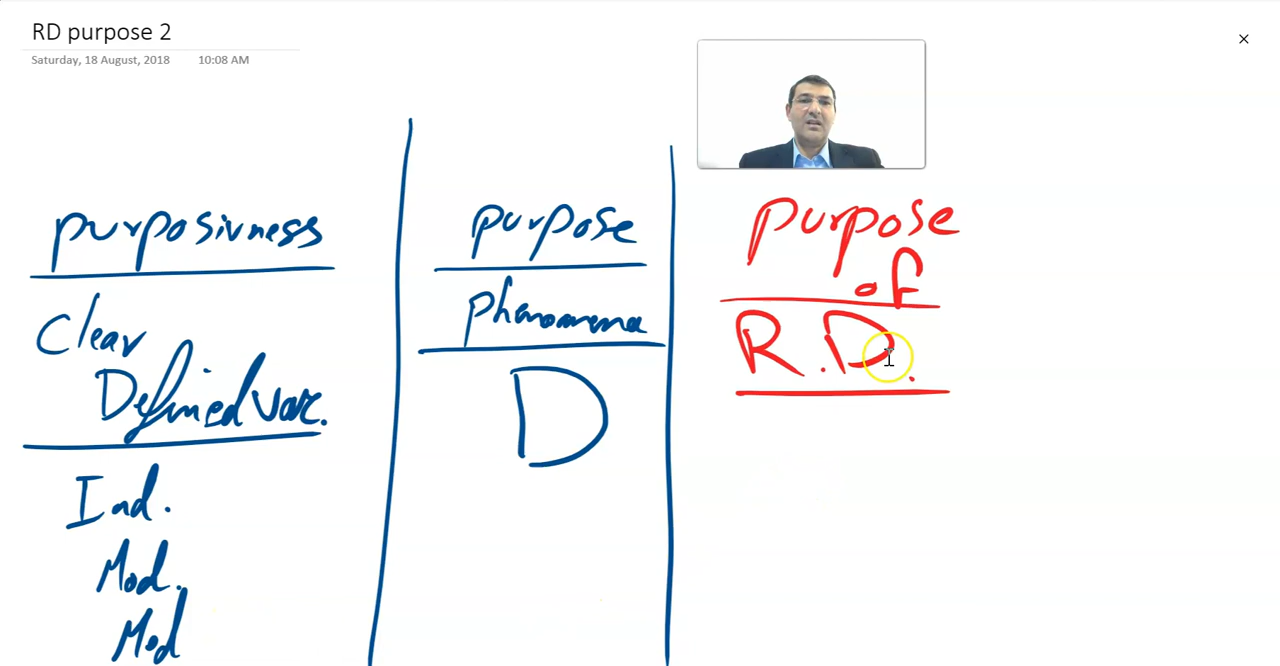 RD purpose 2
Saturday, 18 August, 2018 10:08 AM
purposivness
Clear
Defined Var.
Ind.
Mod.
Med
purpose
phenomena
D
purpose
of
R.D.